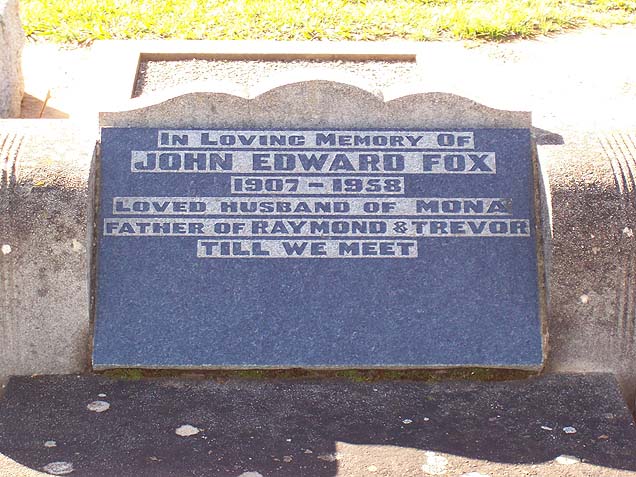 In Loving Memory Of
JOHN EDWARD FOX
1907 – 1958
LOVED HUSBAND OF MONA
FATHER OF RAYMOND & TREVOR
TILL WE MEET